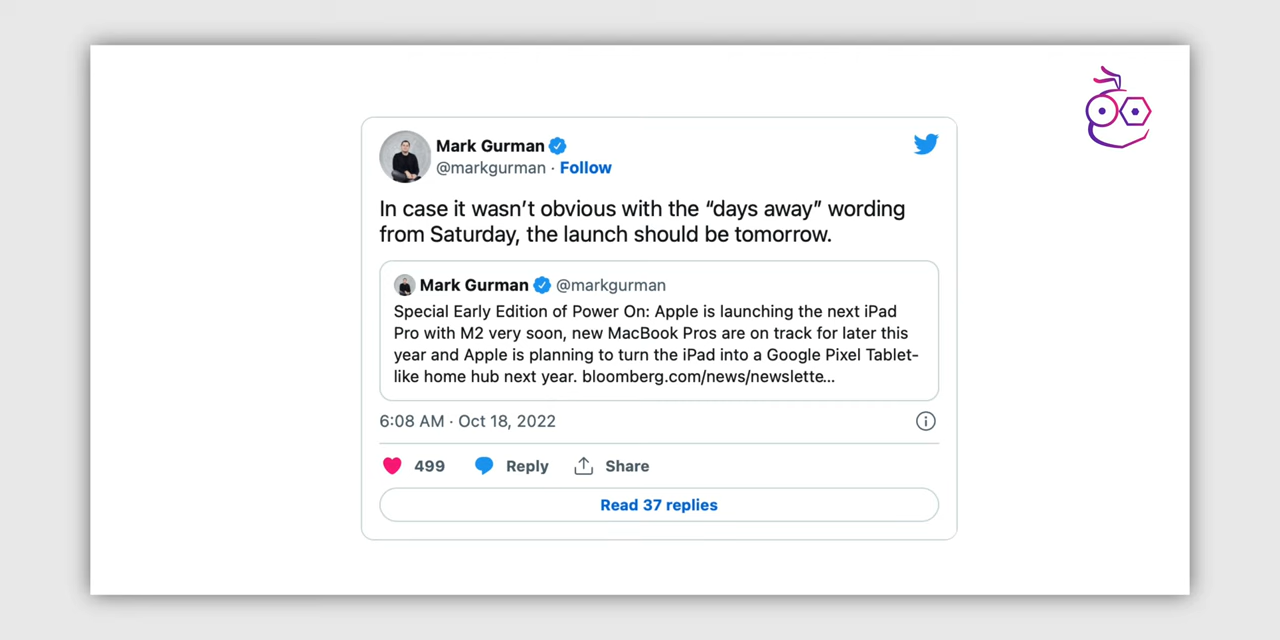 Mark Gurman
@markgurman · Follow
In case it wasn’t obvious with the “days away” wording
from Saturday, the launch should be tomorrow.
Mark Gurman @markgurman
Special Early Edition of Power On: Apple is launching the next iPad
Pro with M2 very soon, new MacBook Pros are on track for later this
year and Apple is planning to turn the iPad into a Google Pixel Tablet-
like home hub next year. bloomberg.com/news/newslette...
6:08 AM · Oct 18, 2022
499 Reply Share
Read 37 replies